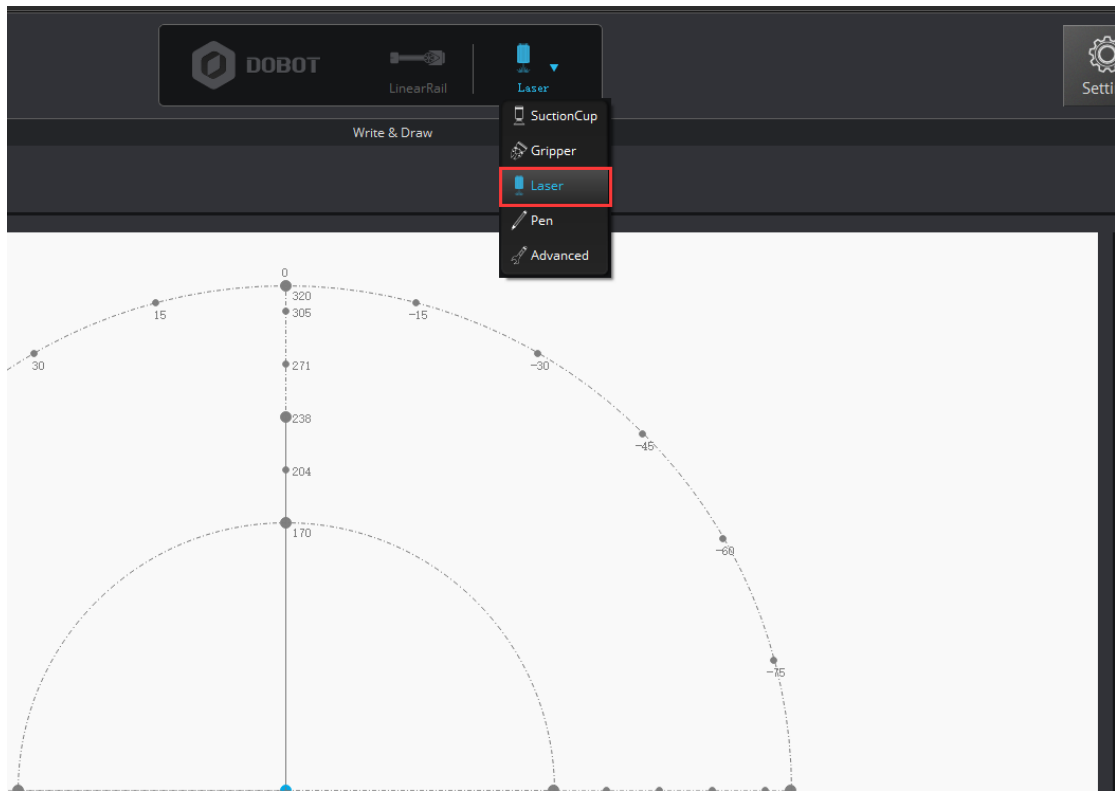 DOBOT
LinearRail
Laser
Setti
Write & Draw
SuctionCup
Gripper
Laser
Pen
Advanced
0
320
305
15
-15
30
271
-30
238
-45
204
170
-60
-75